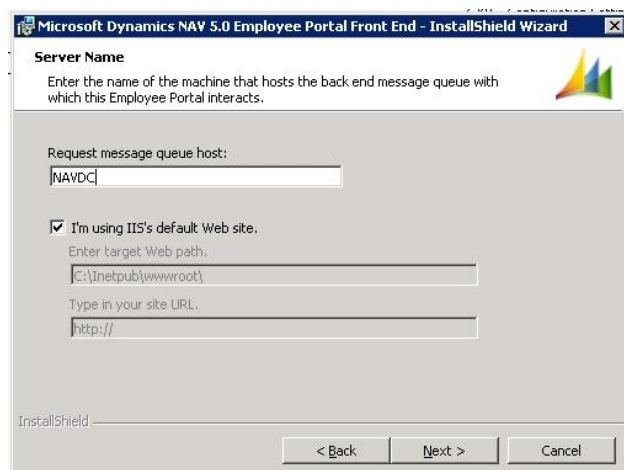 Microsoft Dynamics NAV 5.0 Employee Portal Front End - InstallShield Wizard
Server Name
Enter the name of the machine that hosts the back end message queue with
which this Employee Portal interacts.
Request message queue host:
NAVDC
I'm using IIS's default Web site.
Enter target Web path.
C:\Inetpub\wwwroot\
Type in your site URL.
http://
InstallShield
< Back
Next >
Cancel